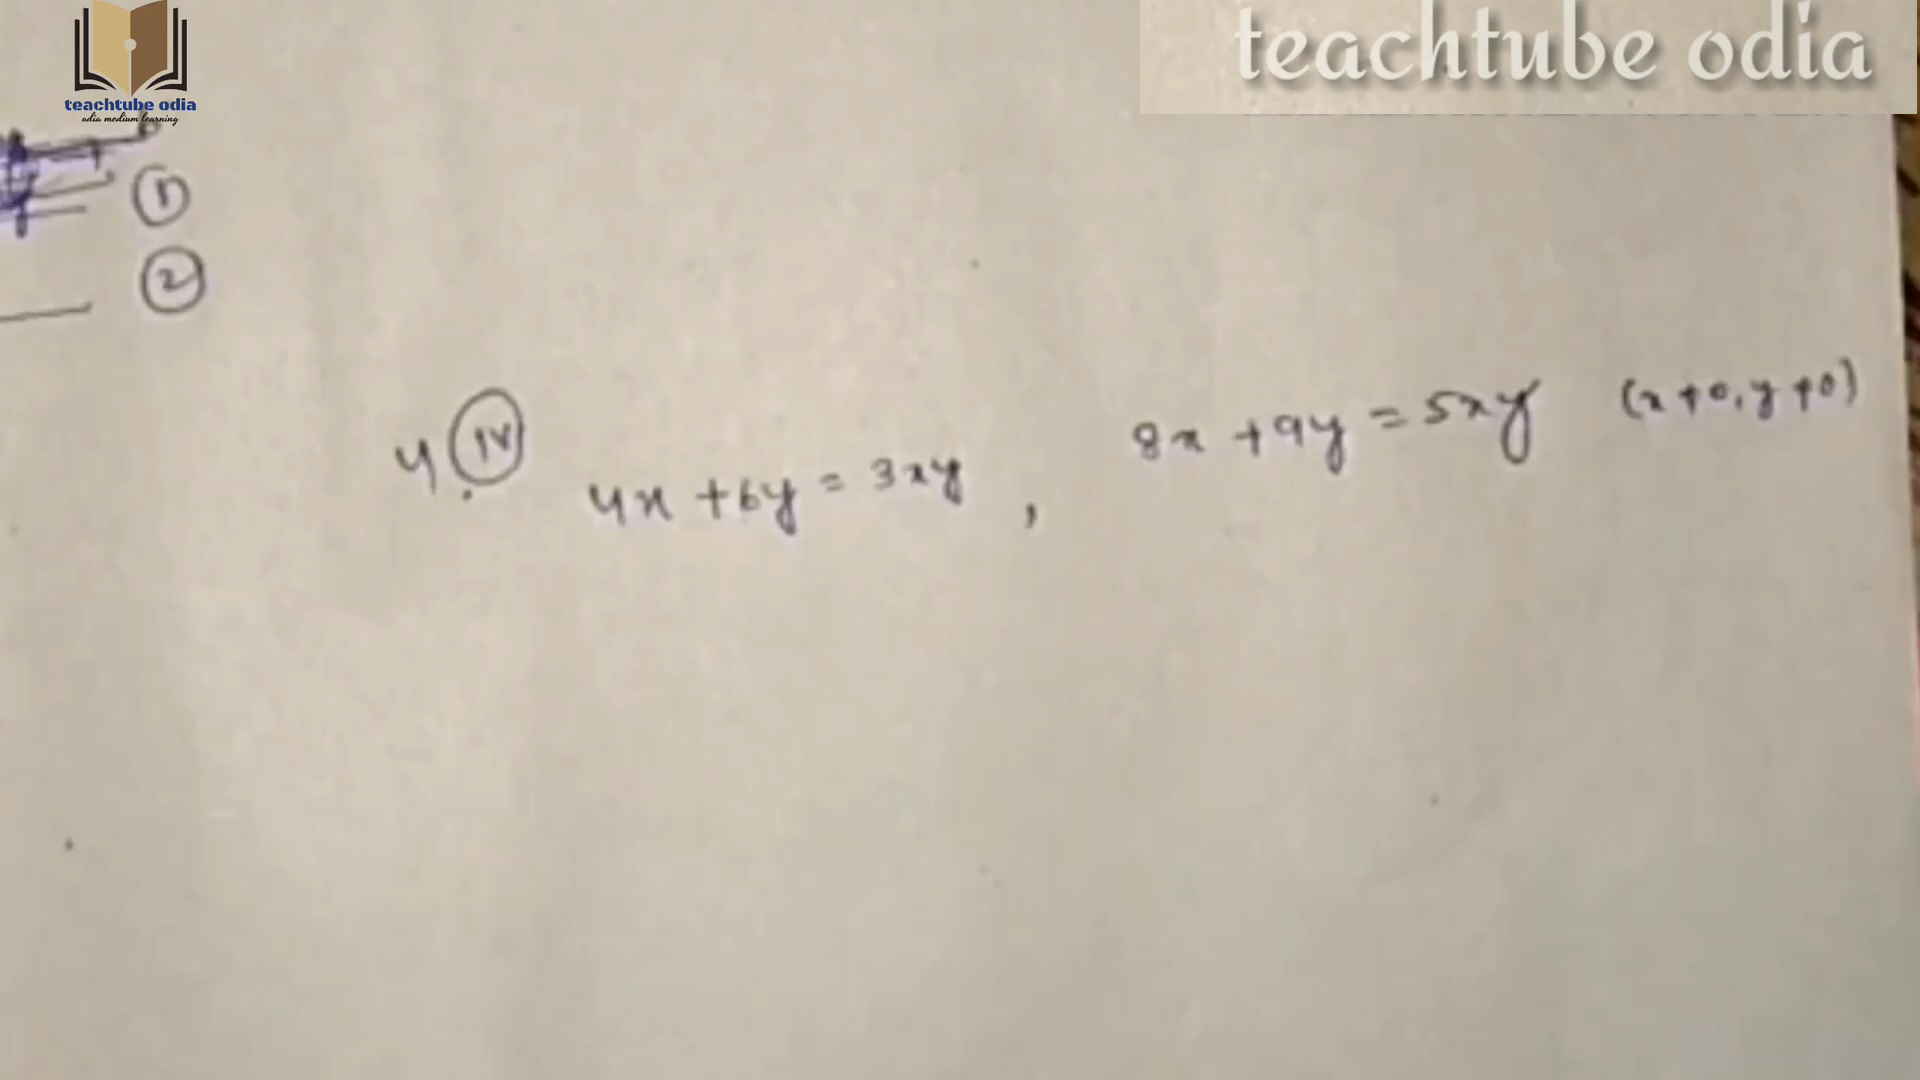 teachtube odia
teachtube odia
odia medium learning
1
2
4 (IV) 4x + 6y = 3xy , 8x + 9y = 5xy (x ≠ 0, y ≠ 0)